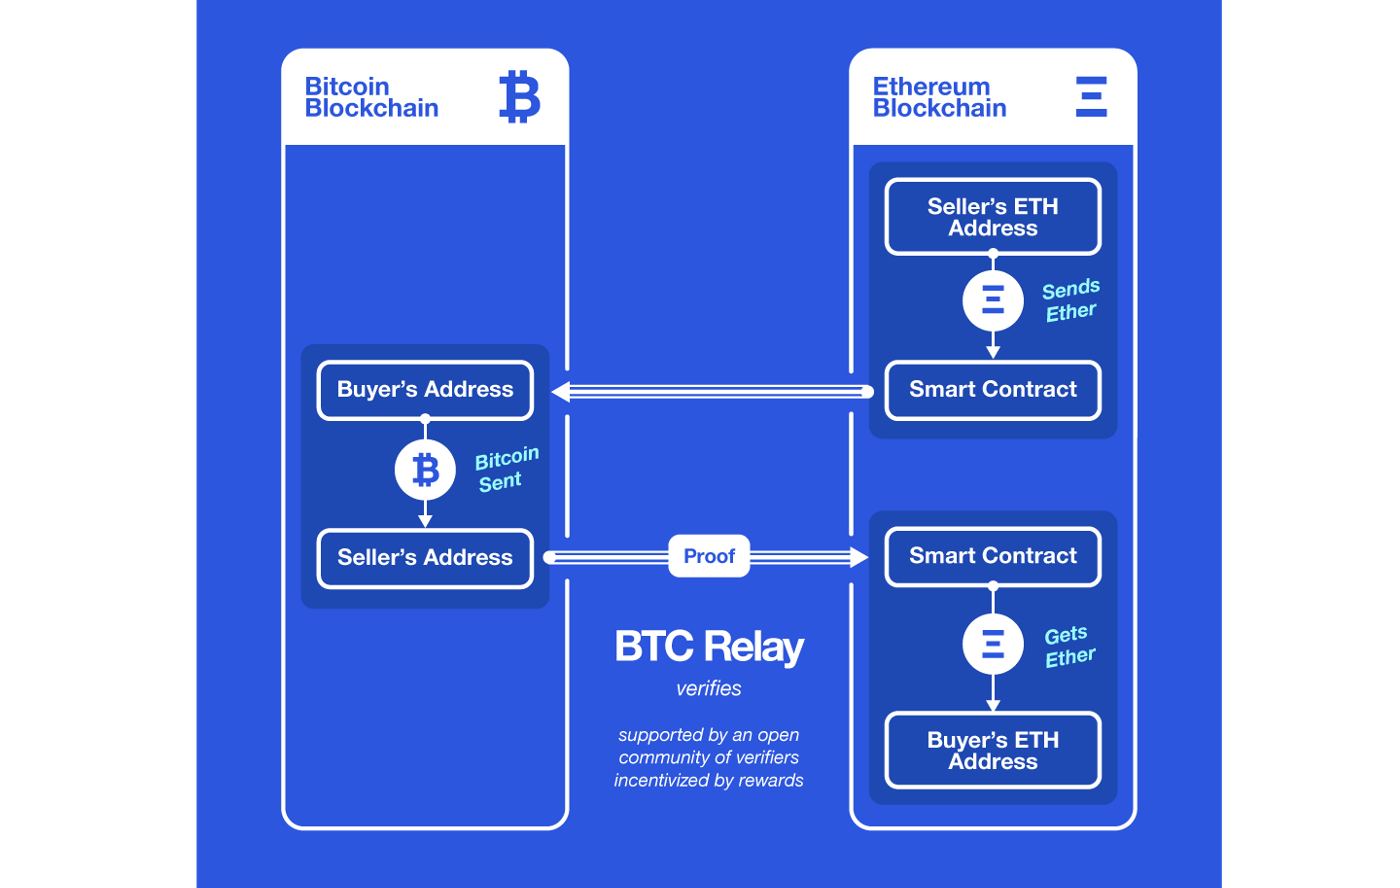 Bitcoin
Blockchain
Ethereum
Blockchain
Seller’s ETH
Address
Sends
Ether
Smart Contract
Buyer’s Address
Bitcoin
Sent
Seller’s Address
Proof
Smart Contract
Gets
Ether
Buyer’s ETH
Address
BTC Relay
verifies
supported by an open
community of verifiers
incentivized by rewards